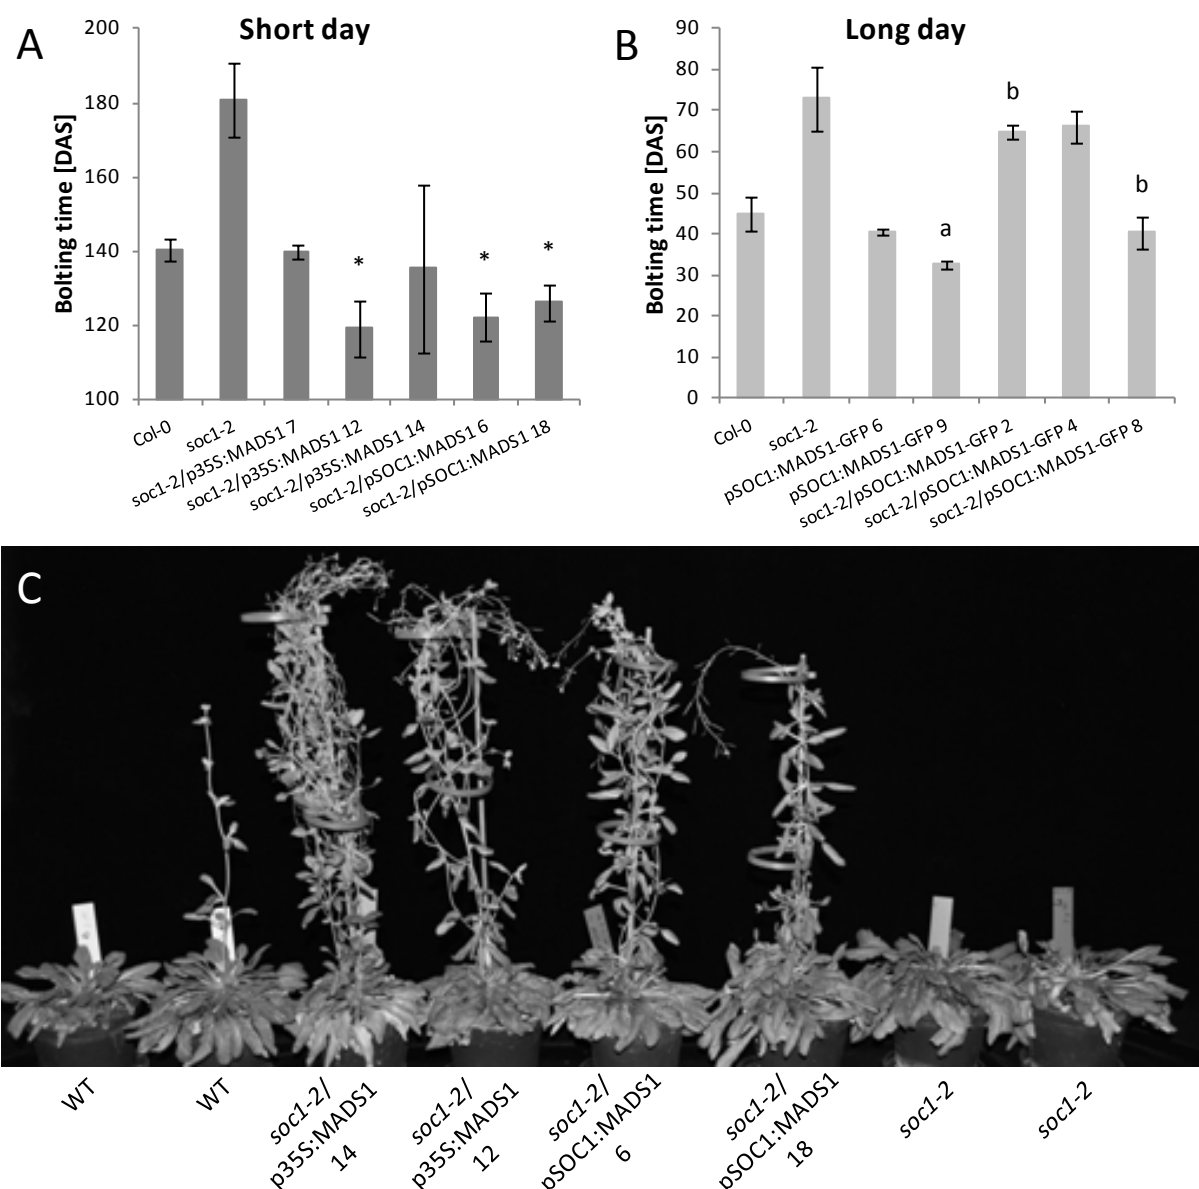 A
Short day
Bolting time [DAS]
200
180
160
140
120
100
*
*
*
Col-0
soc1-2
soc1-2/p35S:MADS1 7
soc1-2/p35S:MADS1 12
soc1-2/p35S:MADS1 14
soc1-2/pSOC1:MADS1 6
soc1-2/pSOC1:MADS1 18
B
Long day
Bolting time [DAS]
90
80
70
60
50
40
30
20
10
0
a
b
b
Col-0
soc1-2
pSOC1:MADS1-GFP 6
pSOC1:MADS1-GFP 9
soc1-2/pSOC1:MADS1-GFP 2
soc1-2/pSOC1:MADS1-GFP 4
soc1-2/pSOC1:MADS1-GFP 8
C
WT
WT
soc1-2/
p35S:MADS1
14
soc1-2/
p35S:MADS1
12
soc1-2/
pSOC1:MADS1
6
soc1-2/
pSOC1:MADS1
18
soc1-2
soc1-2